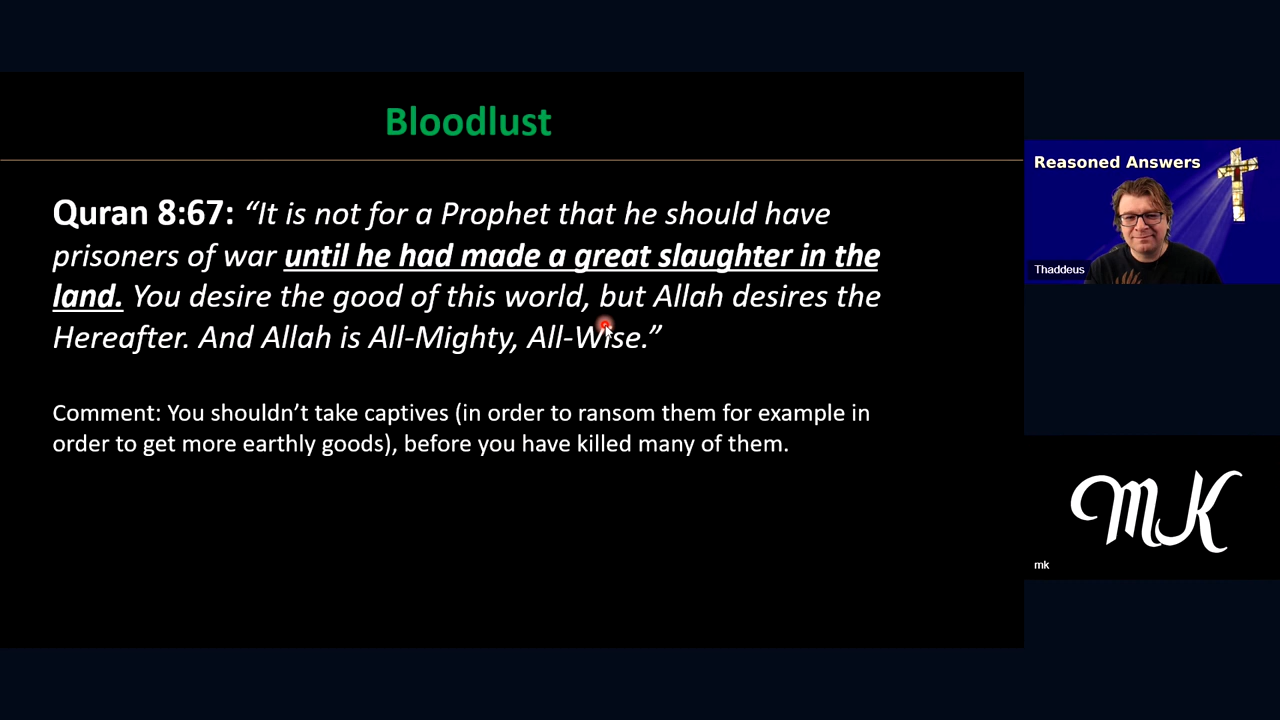 Bloodlust
Quran 8:67: “It is not for a Prophet that he should have
prisoners of war until he had made a great slaughter in the
land. You desire the good of this world, but Allah desires the
Hereafter. And Allah is All-Mighty, All-Wise.”
Comment: You shouldn’t take captives (in order to ransom them for example in
order to get more earthly goods), before you have killed many of them.
Reasoned Answers
Thaddeus
MK
mk